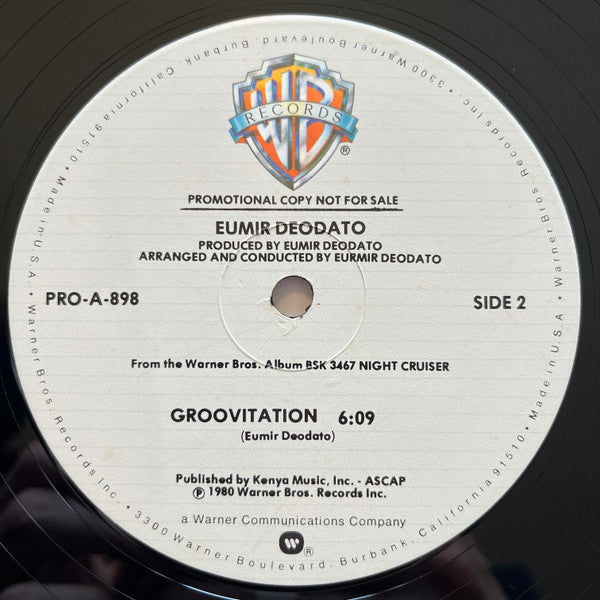 WB
RECORDS
®
PROMOTIONAL COPY NOT FOR SALE
EUMIR DEODATO
PRODUCED BY EUMIR DEODATO
ARRANGED AND CONDUCTED BY EURMIR DEODATO
PRO-A-898
SIDE 2
From the Warner Bros. Album BSK 3467 NIGHT CRUISER
GROOVITATION 6:09
(Eumir Deodato)
Published by Kenya Music, Inc. - ASCAP
℗ 1980 Warner Bros. Records Inc.
a Warner Communications Company
®
Warner Bros. Records Inc. • 3300 Warner Boulevard, Burbank, California 91510 • Made in U.S.A. • Warner Bros. Records Inc. • 3300 Warner Boulevard, Burbank, California 91510 • Made in U.S.A. •